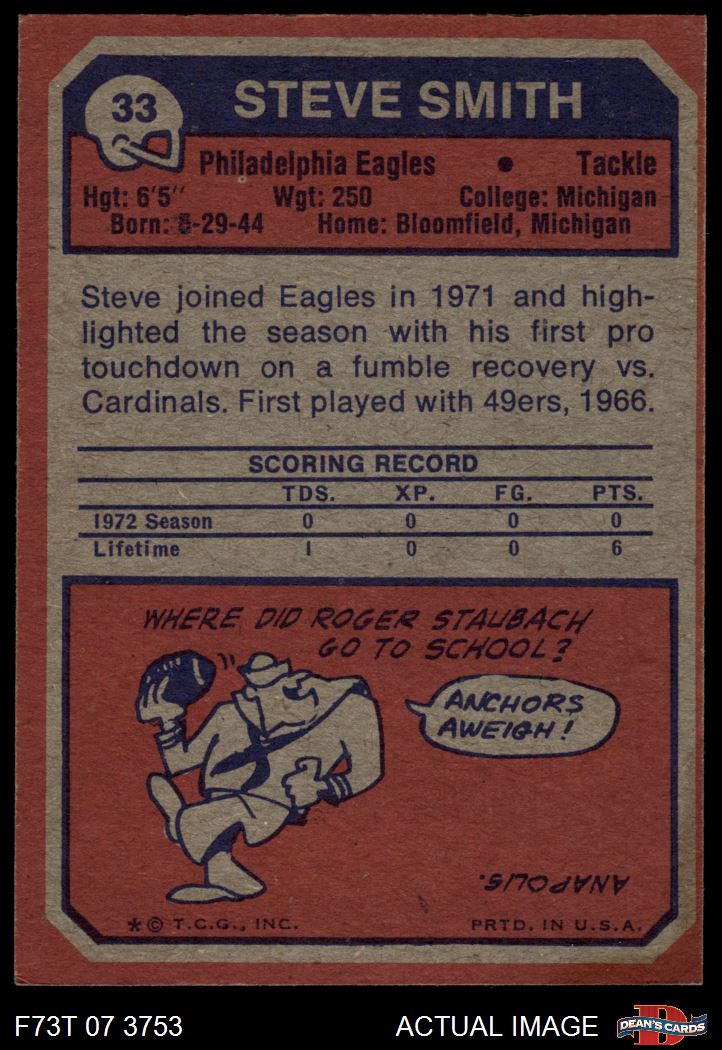 33
STEVE SMITH
Philadelphia Eagles • Tackle
Hgt: 6'5" Wgt: 250 College: Michigan
Born: 8-29-44 Home: Bloomfield, Michigan
Steve joined Eagles in 1971 and high-
lighted the season with his first pro
touchdown on a fumble recovery vs.
Cardinals. First played with 49ers, 1966.
SCORING RECORD
TDS. XP. FG. PTS.
1972 Season 0 0 0 0
Lifetime 1 0 0 6
WHERE DID ROGER STAUBACH
GO TO SCHOOL?
ANCHORS
AWEIGH!
ANAPOLIS.
*© T.C.G., INC. PRTD. IN U.S.A.
F73T 07 3753 ACTUAL IMAGE
D
DEAN'S CARDS